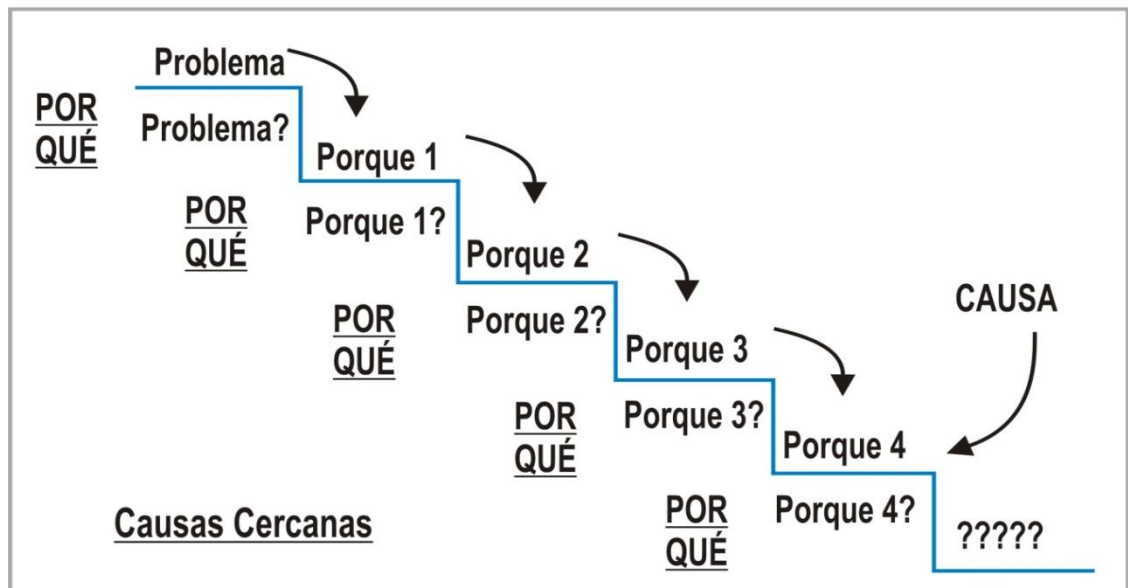 Problema
POR
QUÉ
Problema?
Porque 1
POR
QUÉ
Porque 1?
Porque 2
POR
QUÉ
Porque 2?
CAUSA
Porque 3
POR
QUÉ
Porque 3?
Porque 4
POR
QUÉ
Porque 4?
?????
Causas Cercanas